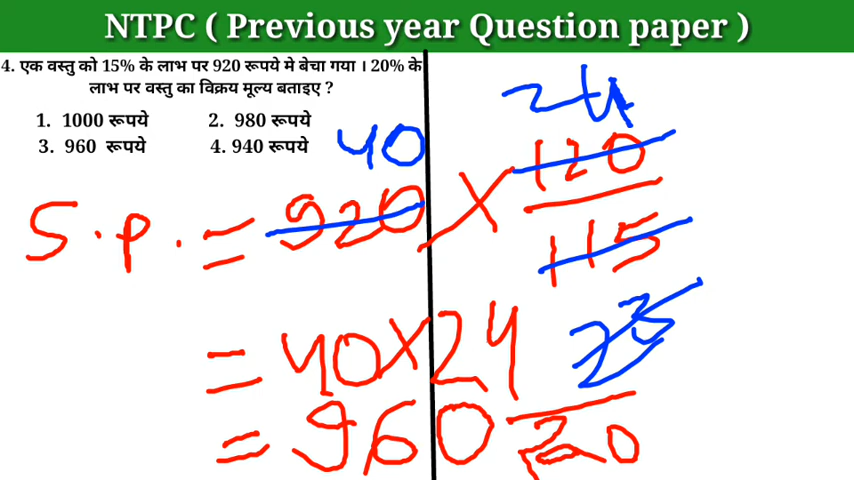 NTPC ( Previous year Question paper )
4. एक वस्तु को 15% के लाभ पर 920 रूपये मे बेचा गया । 20% के
लाभ पर वस्तु का विक्रय मूल्य बताइए ?
1. 1000 रूपये 2. 980 रूपये
3. 960 रूपये 4. 940 रूपये
40 24
S.P. = 920 × 120
115
23
= 40 × 24
= 960